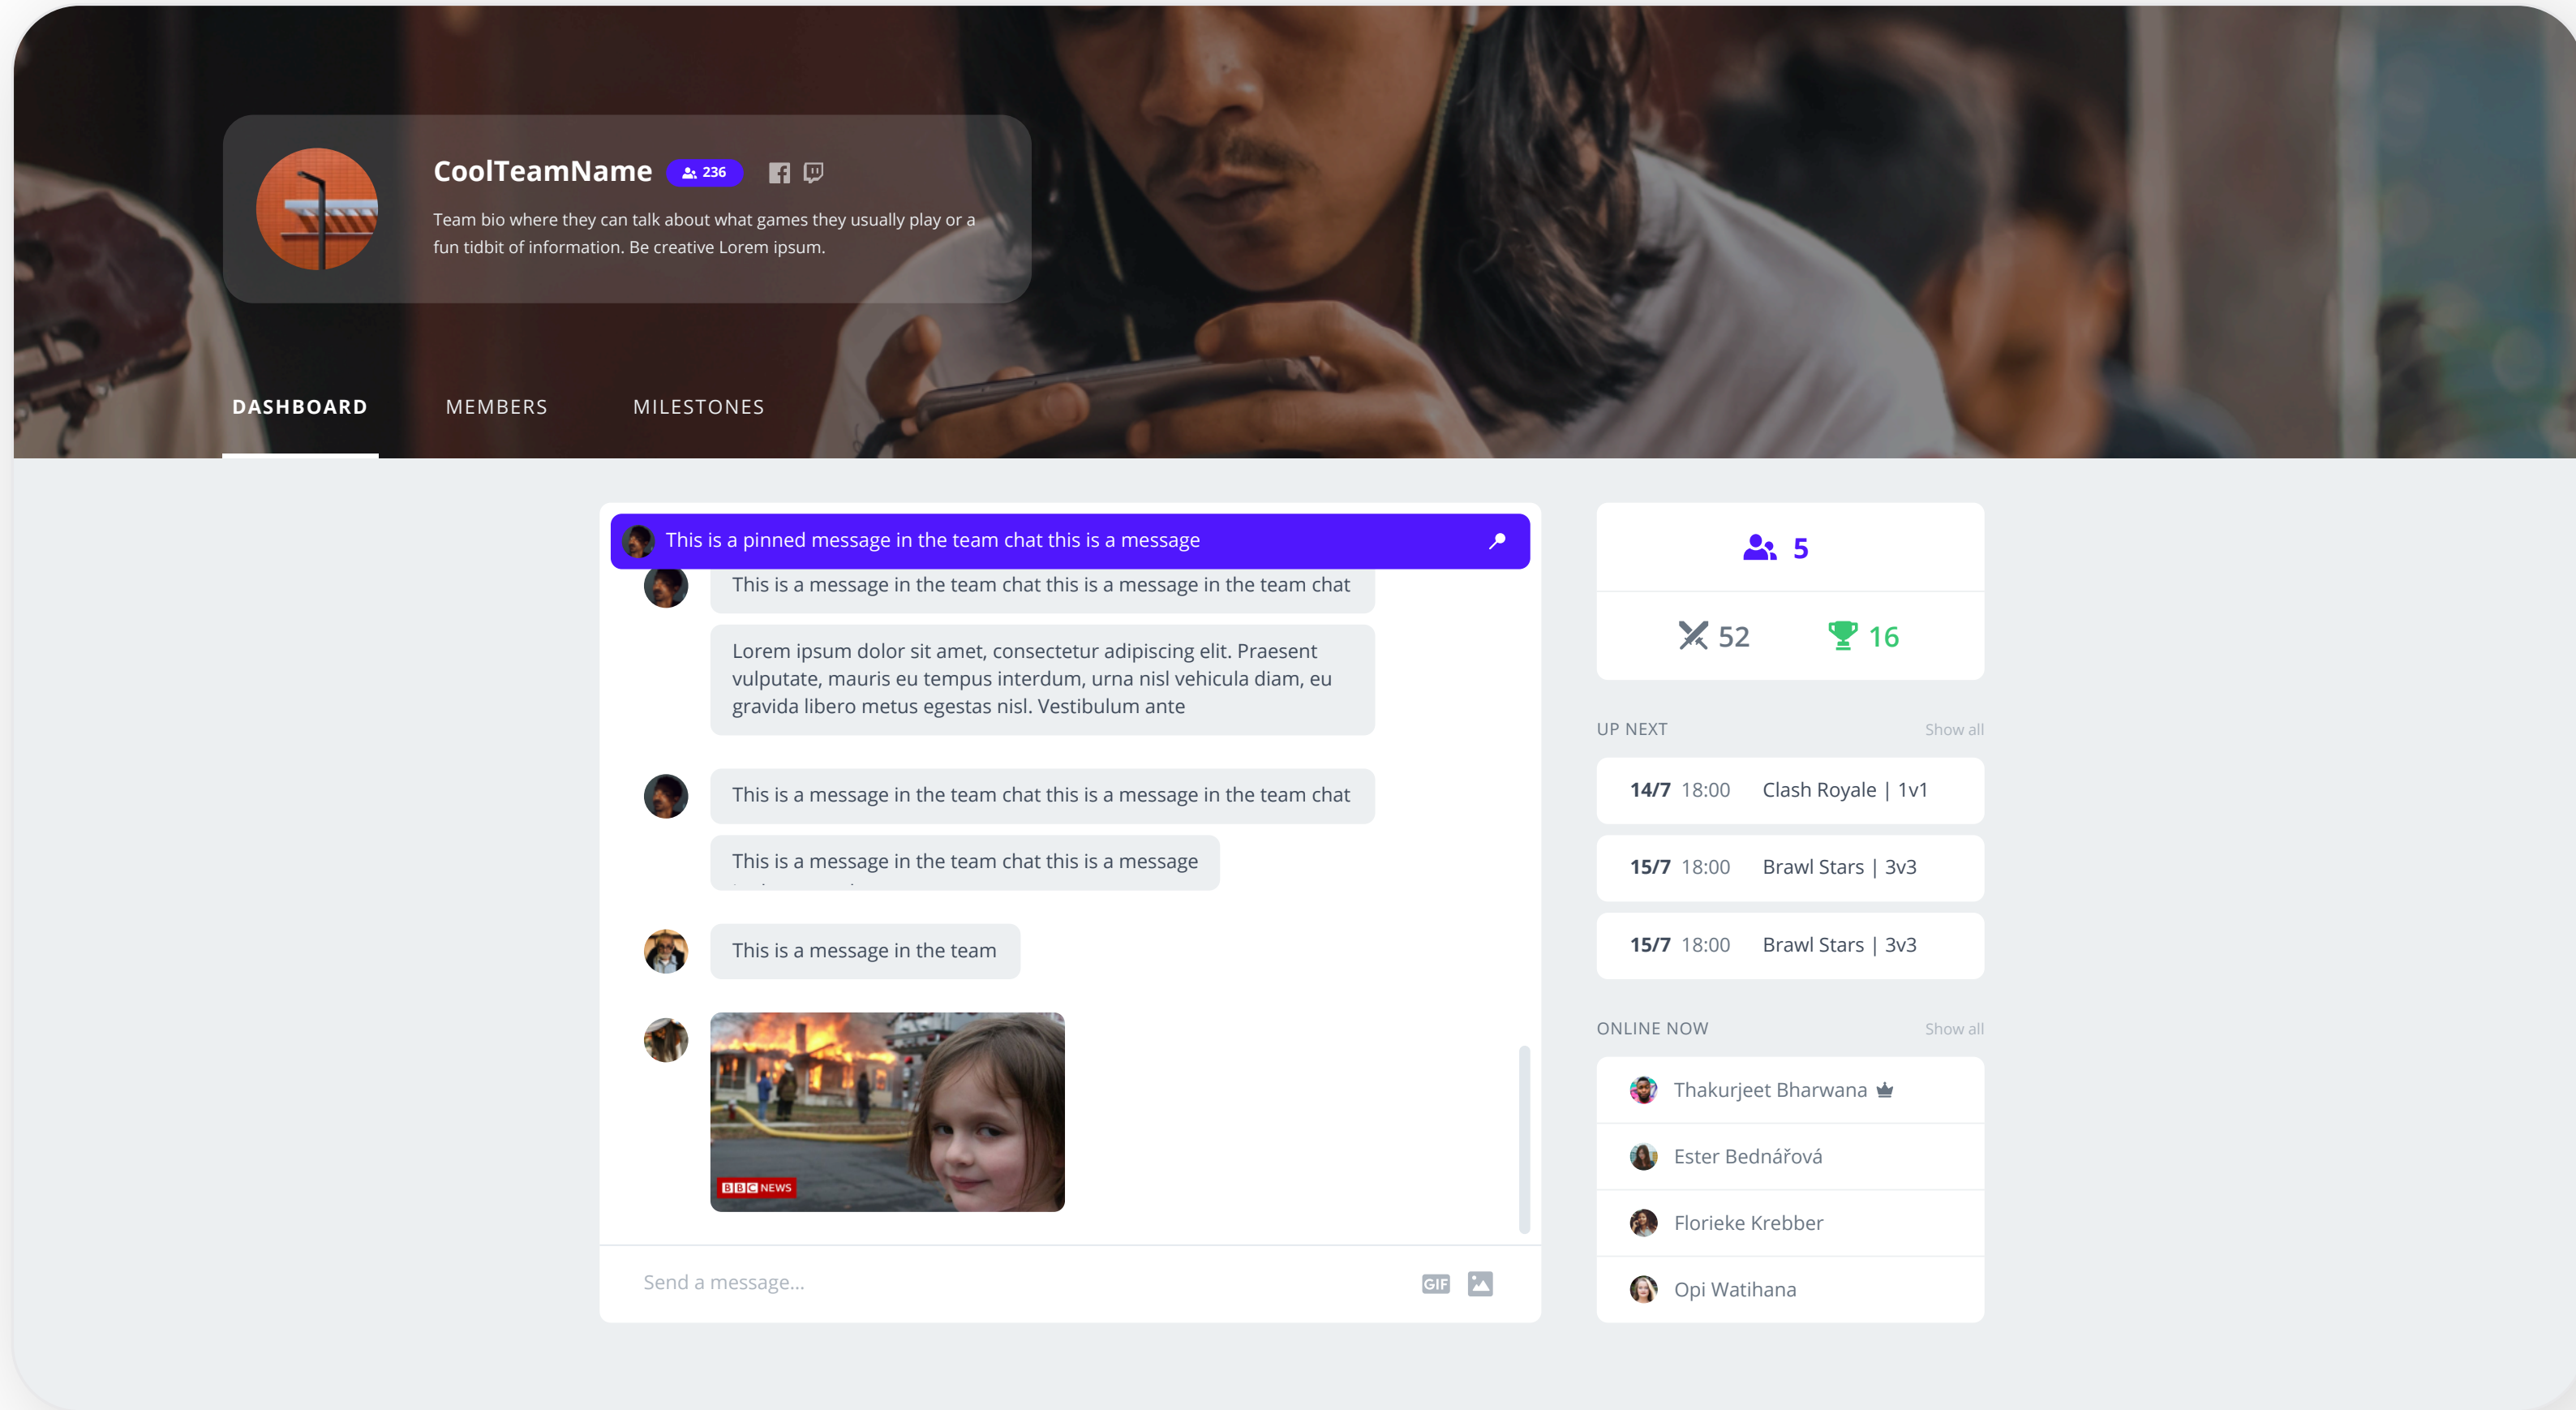 CoolTeamName 236
Team bio where they can talk about what games they usually play or a
fun tidbit of information. Be creative Lorem ipsum.
DASHBOARD MEMBERS MILESTONES
This is a pinned message in the team chat this is a message
This is a message in the team chat this is a message in the team chat
Lorem ipsum dolor sit amet, consectetur adipiscing elit. Praesent
vulputate, mauris eu tempus interdum, urna nisl vehicula diam, eu
gravida libero metus egestas nisl. Vestibulum ante
This is a message in the team chat this is a message in the team chat
This is a message in the team chat this is a message
This is a message in the team
BBC NEWS
Send a message...
GIF
5
52 16
UP NEXT Show all
14/7 18:00 Clash Royale | 1v1
15/7 18:00 Brawl Stars | 3v3
15/7 18:00 Brawl Stars | 3v3
ONLINE NOW Show all
Thakurjeet Bharwana
Ester Bednářová
Florieke Krebber
Opi Watihana